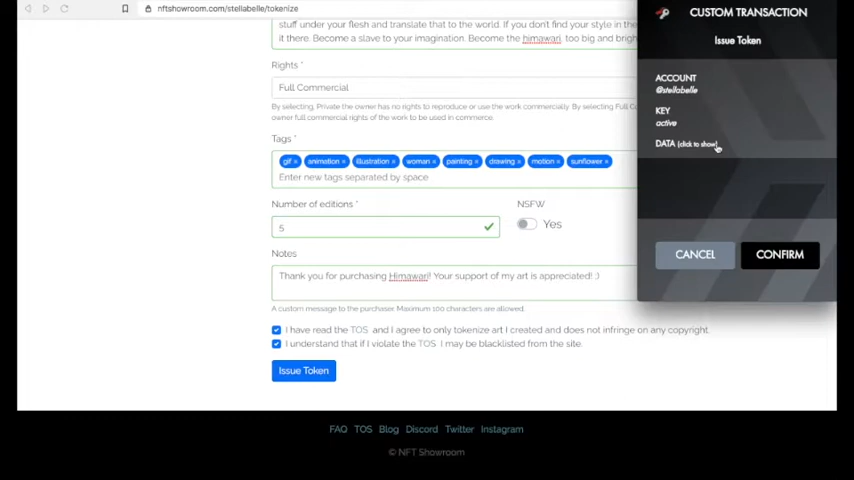 nftshowroom.com/stellabelle/tokenize
stuff under your flesh and translate that to the world. If you don't find your style in the
it there. Become a slave to your imagination. Become the himawari, too big and brigh
Rights *
Full Commercial
By selecting, Private the owner has no rights to reproduce or use the work commercially. By selecting Full Co
owner full commercial rights of the work to be used in commerce.
Tags *
gif × animation × illustration × woman × painting × drawing × motion × sunflower ×
Enter new tags separated by space
Number of editions *
NSFW
5
Yes
Notes
Thank you for purchasing Himawari! Your support of my art is appreciated! :)
A custom message to the purchaser. Maximum 100 characters are allowed.
I have read the TOS and I agree to only tokenize art I created and does not infringe on any copyright.
I understand that if I violate the TOS I may be blacklisted from the site.
Issue Token
FAQ TOS Blog Discord Twitter Instagram
© NFT Showroom
CUSTOM TRANSACTION
Issue Token
ACCOUNT
@stellabelle
KEY
active
DATA (click to show)
CANCEL CONFIRM